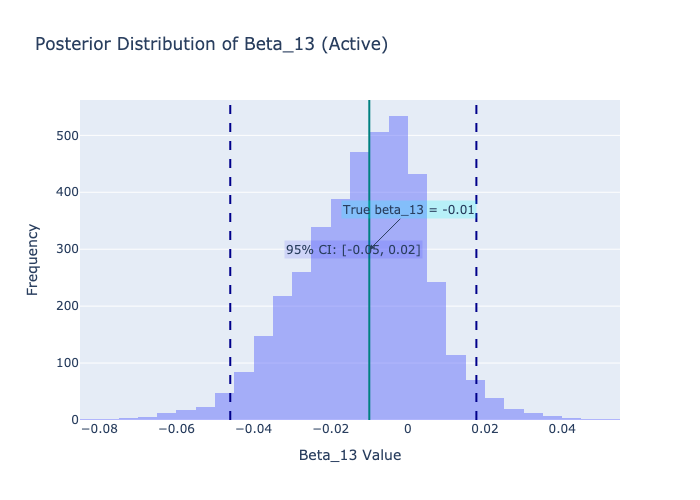 Posterior Distribution of Beta_13 (Active)
500
400
300
200
100
0
Frequency
True beta_13 = -0.01
95% CI: [-0.05, 0.02]
−0.08
−0.06
−0.04
−0.02
0
0.02
0.04
Beta_13 Value